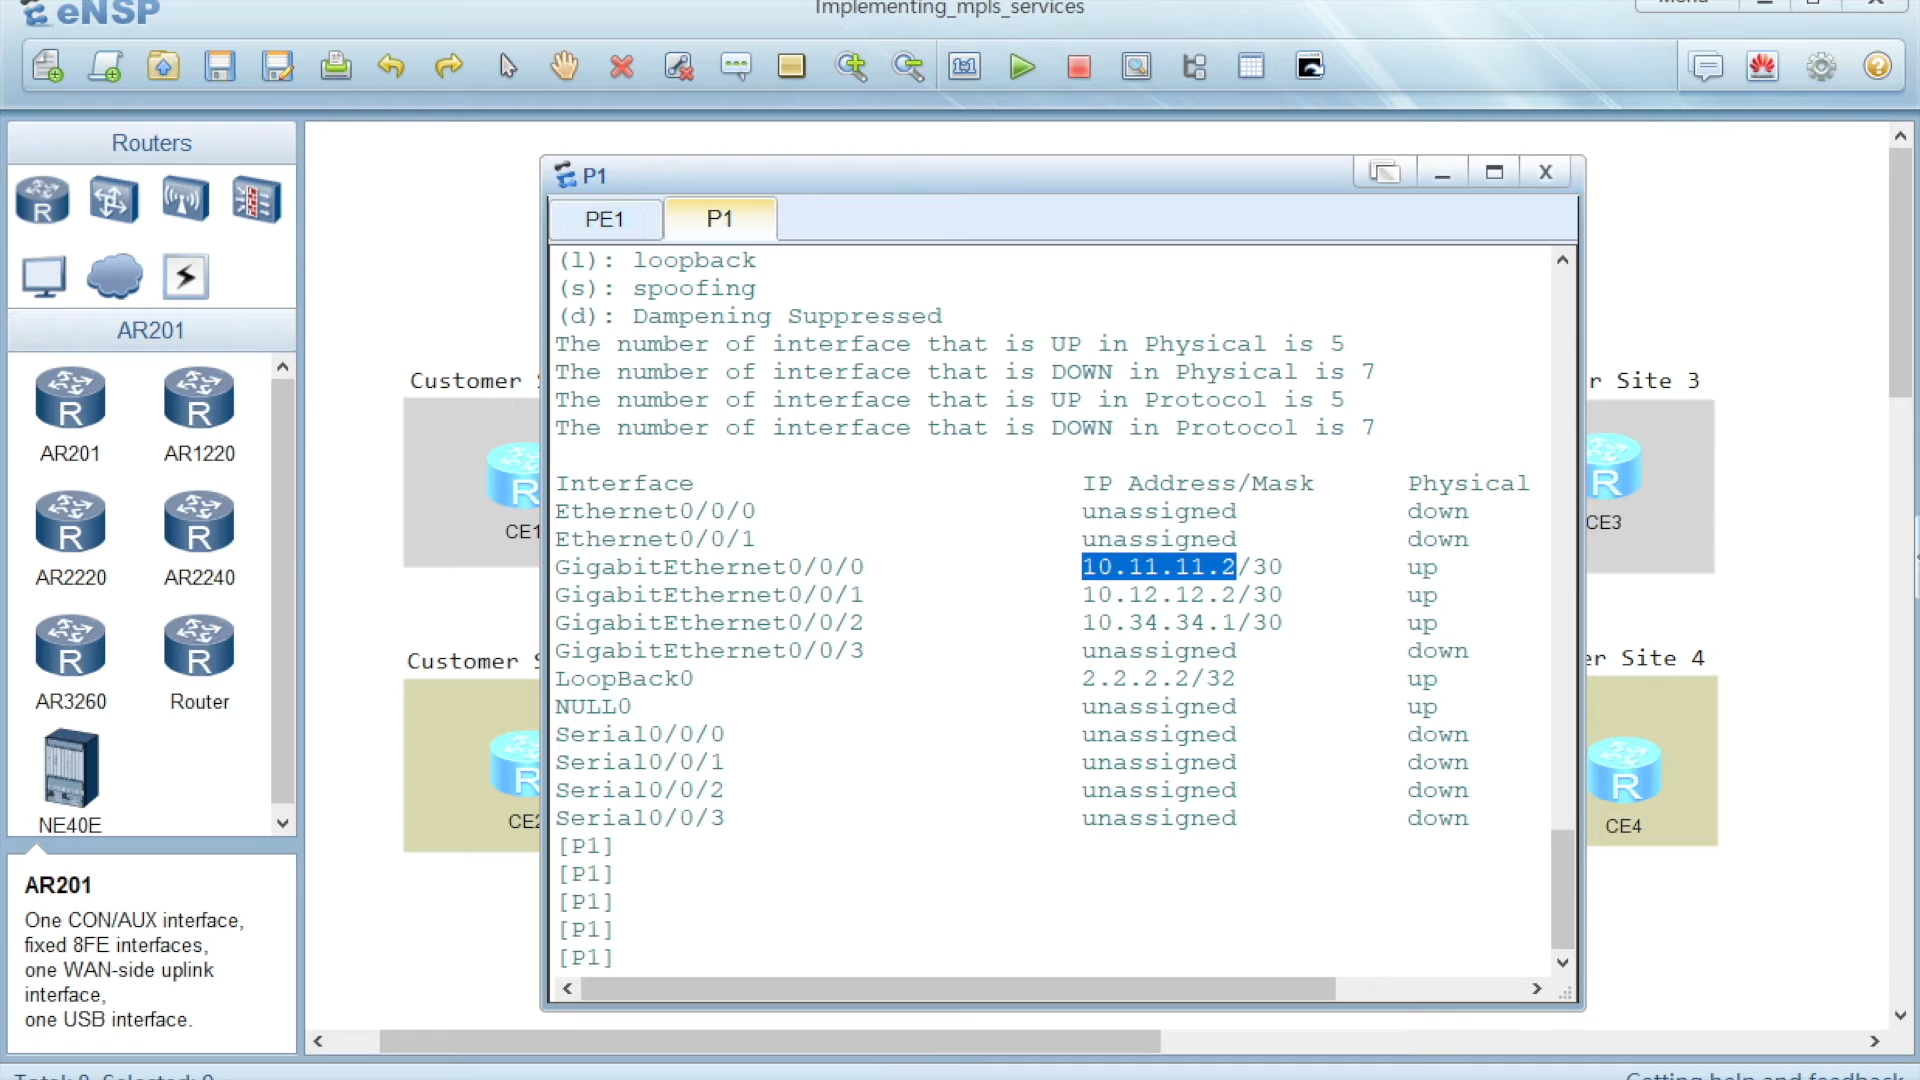 eNSP
Implementing_mpls_services
Menu
Routers
AR201
AR201
AR1220
AR2220
AR2240
AR3260
Router
NE40E
AR201
One CON/AUX interface,
fixed 8FE interfaces,
one WAN-side uplink
interface,
one USB interface.
Customer S
CE1
Customer S
CE2
r Site 3
CE3
er Site 4
CE4
P1
PE1
P1
(l): loopback
(s): spoofing
(d): Dampening Suppressed
The number of interface that is UP in Physical is 5
The number of interface that is DOWN in Physical is 7
The number of interface that is UP in Protocol is 5
The number of interface that is DOWN in Protocol is 7
Interface IP Address/Mask Physical
Ethernet0/0/0 unassigned down
Ethernet0/0/1 unassigned down
GigabitEthernet0/0/0 10.11.11.2/30 up
GigabitEthernet0/0/1 10.12.12.2/30 up
GigabitEthernet0/0/2 10.34.34.1/30 up
GigabitEthernet0/0/3 unassigned down
LoopBack0 2.2.2.2/32 up
NULL0 unassigned up
Serial0/0/0 unassigned down
Serial0/0/1 unassigned down
Serial0/0/2 unassigned down
Serial0/0/3 unassigned down
[P1]
[P1]
[P1]
[P1]
[P1]
Getting help and feedback